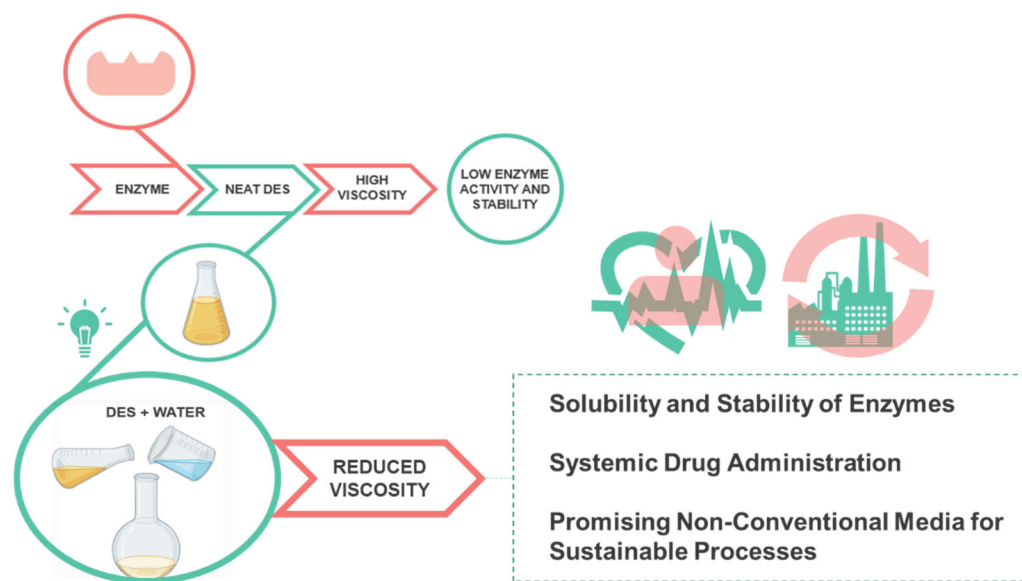 ENZYME
NEAT DES
HIGH
VISCOSITY
LOW ENZYME
ACTIVITY AND
STABILITY
DES + WATER
REDUCED
VISCOSITY
Solubility and Stability of Enzymes
Systemic Drug Administration
Promising Non-Conventional Media for
Sustainable Processes